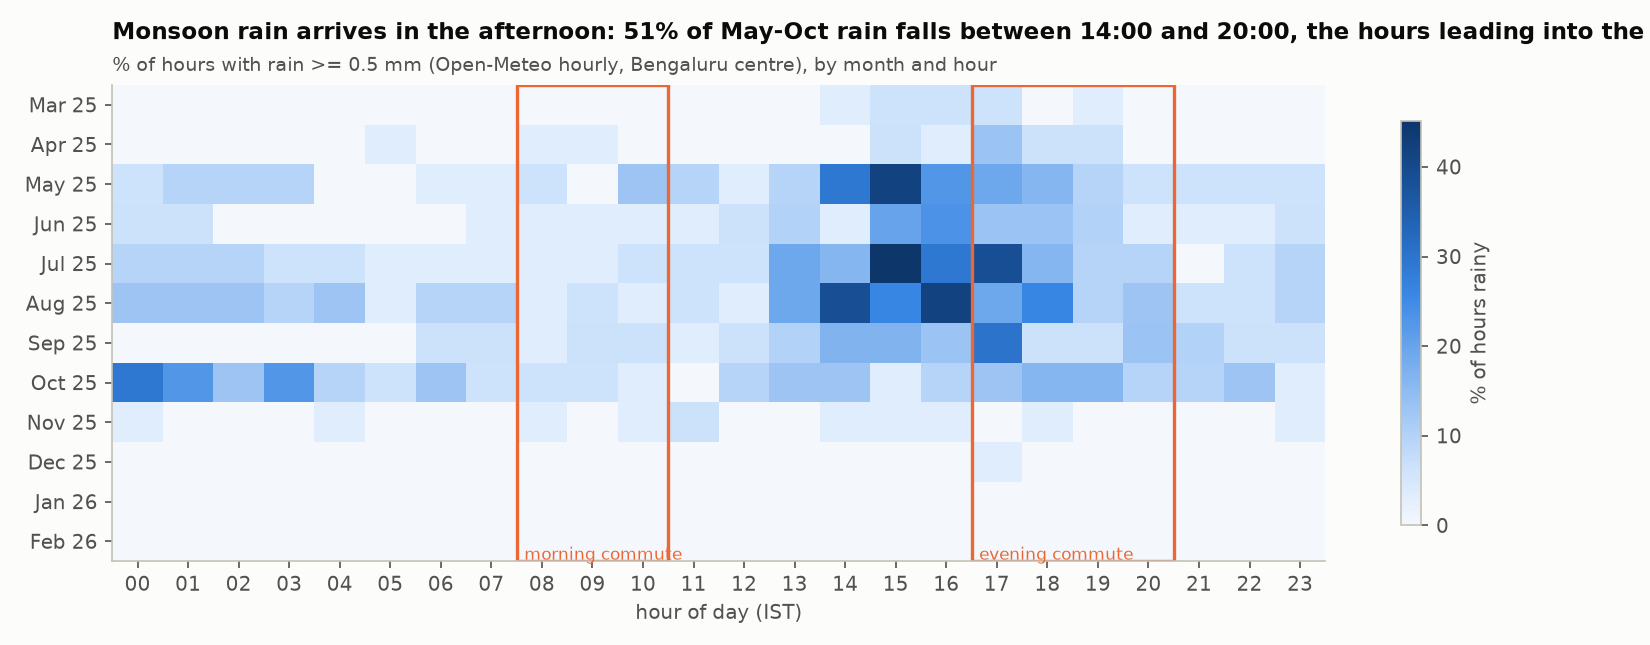 Monsoon rain arrives in the afternoon: 51% of May-Oct rain falls between 14:00 and 20:00, the hours leading into the
% of hours with rain >= 0.5 mm (Open-Meteo hourly, Bengaluru centre), by month and hour
Mar 25
Apr 25
May 25
Jun 25
Jul 25
Aug 25
Sep 25
Oct 25
Nov 25
Dec 25
Jan 26
Feb 26
morning commute
evening commute
00 01 02 03 04 05 06 07 08 09 10 11 12 13 14 15 16 17 18 19 20 21 22 23
hour of day (IST)
40
30
20
10
0
% of hours rainy